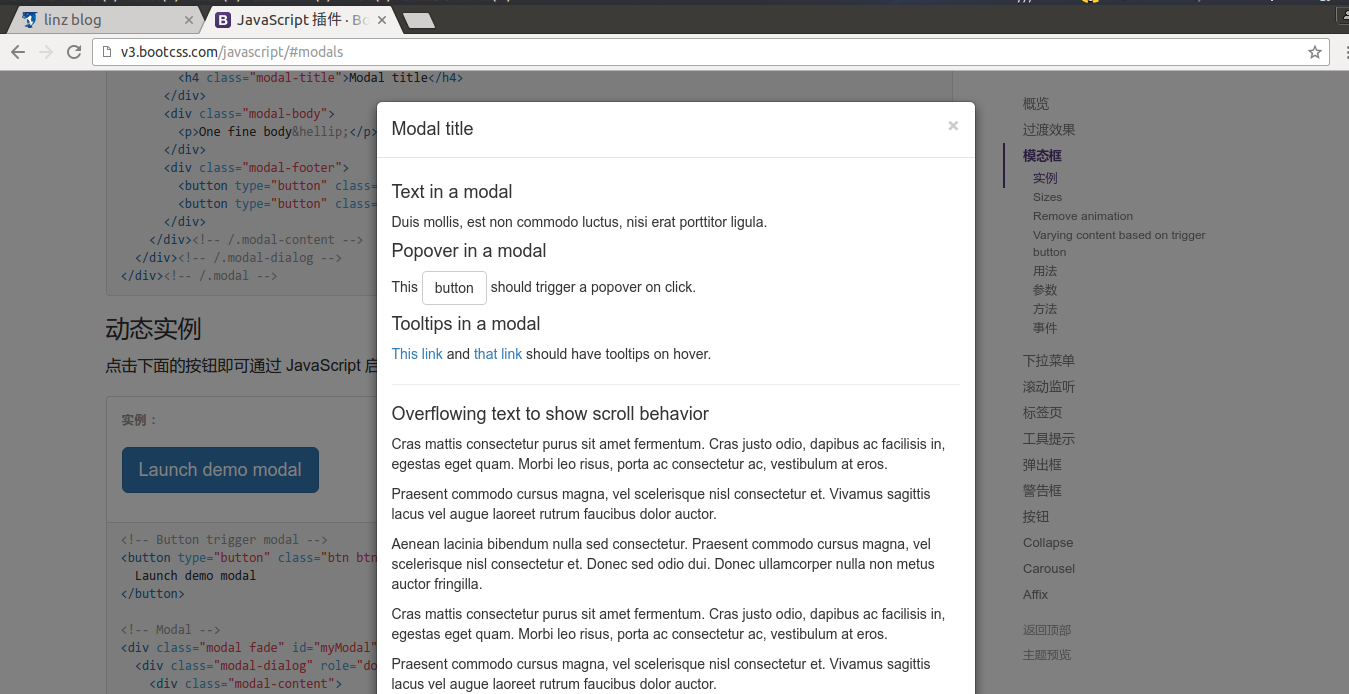 linz blog
JavaScript 插件 · Bo
v3.bootcss.com/javascript/#modals
<h4 class="modal-title">Modal title</h4>
</div>
<div class="modal-body">
<p>One fine body&hellip;</p>
</div>
<div class="modal-footer">
<button type="button" class=
<button type="button" class=
</div>
</div><!-- /.modal-content -->
</div><!-- /.modal-dialog -->
</div><!-- /.modal -->
动态实例
点击下面的按钮即可通过 JavaScript 启
实例：
Launch demo modal
<!-- Button trigger modal -->
<button type="button" class="btn btn
Launch demo modal
</button>
<!-- Modal -->
<div class="modal fade" id="myModal"
<div class="modal-dialog" role="do
<div class="modal-content">
Modal title
×
Text in a modal
Duis mollis, est non commodo luctus, nisi erat porttitor ligula.
Popover in a modal
This button should trigger a popover on click.
Tooltips in a modal
This link and that link should have tooltips on hover.
Overflowing text to show scroll behavior
Cras mattis consectetur purus sit amet fermentum. Cras justo odio, dapibus ac facilisis in,
egestas eget quam. Morbi leo risus, porta ac consectetur ac, vestibulum at eros.
Praesent commodo cursus magna, vel scelerisque nisl consectetur et. Vivamus sagittis
lacus vel augue laoreet rutrum faucibus dolor auctor.
Aenean lacinia bibendum nulla sed consectetur. Praesent commodo cursus magna, vel
scelerisque nisl consectetur et. Donec sed odio dui. Donec ullamcorper nulla non metus
auctor fringilla.
Cras mattis consectetur purus sit amet fermentum. Cras justo odio, dapibus ac facilisis in,
egestas eget quam. Morbi leo risus, porta ac consectetur ac, vestibulum at eros.
Praesent commodo cursus magna, vel scelerisque nisl consectetur et. Vivamus sagittis
lacus vel augue laoreet rutrum faucibus dolor auctor.
概览
过渡效果
模态框
实例
Sizes
Remove animation
Varying content based on trigger
button
用法
参数
方法
事件
下拉菜单
滚动监听
标签页
工具提示
弹出框
警告框
按钮
Collapse
Carousel
Affix
返回顶部
主题预览